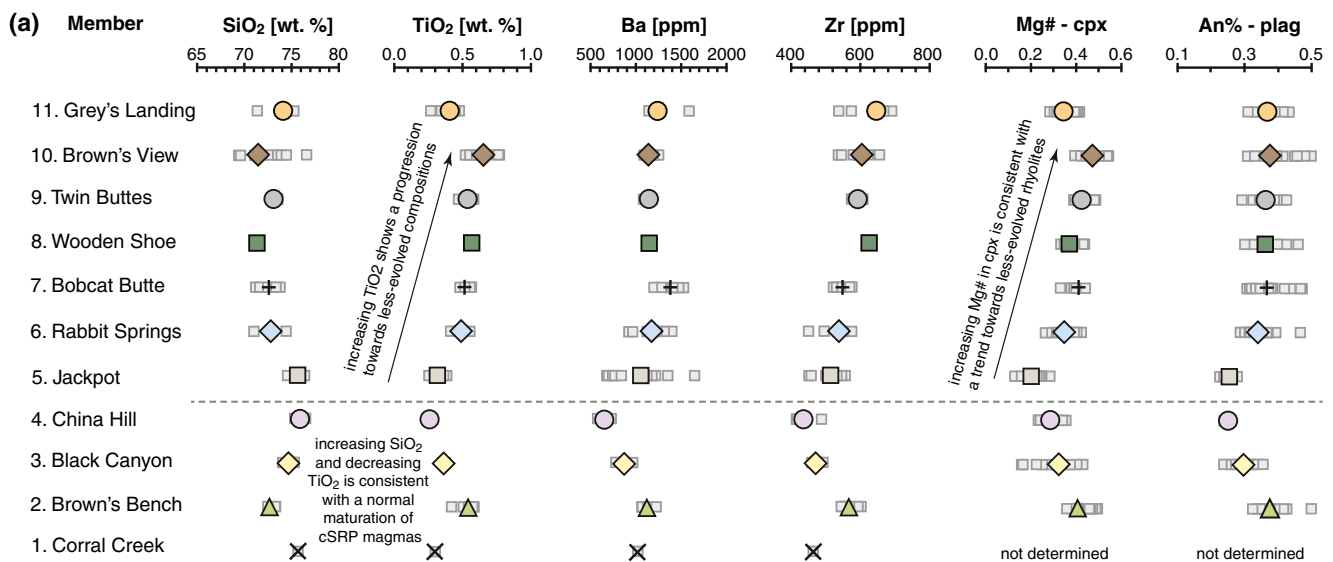 (a) Member SiO₂ [wt. %] TiO₂ [wt. %] Ba [ppm] Zr [ppm] Mg# - cpx An% - plag
65 70 75 80 0.0 0.5 1.0 500 1000 1500 2000 400 600 800 0.0 0.2 0.4 0.6 0.1 0.3 0.5
11. Grey's Landing
10. Brown's View
9. Twin Buttes
8. Wooden Shoe
7. Bobcat Butte
6. Rabbit Springs
5. Jackpot
increasing TiO2 shows a progression
towards less-evolved compositions
increasing Mg# in cpx is consistent with
a trend towards less-evolved rhyolites
4. China Hill
3. Black Canyon
2. Brown's Bench
1. Corral Creek
increasing SiO₂
and decreasing
TiO₂ is consistent
with a normal
maturation of
cSRP magmas
not determined not determined